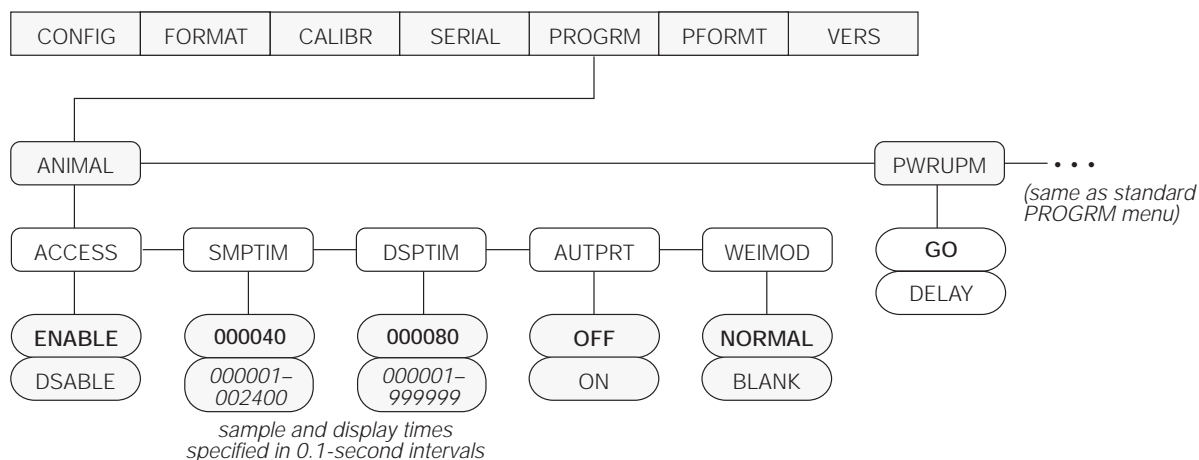 CONFIG FORMAT CALIBR SERIAL PROGRM PFORMT VERS
ANIMAL PWRUPM • • •
(same as standard
PROGRM menu)
ACCESS SMPTIM DSPTIM AUTPRT WEIMOD
GO
DELAY
ENABLE 000040 000080 OFF NORMAL
DSABLE 000001–
002400 000001–
999999 ON BLANK
sample and display times
specified in 0.1-second intervals